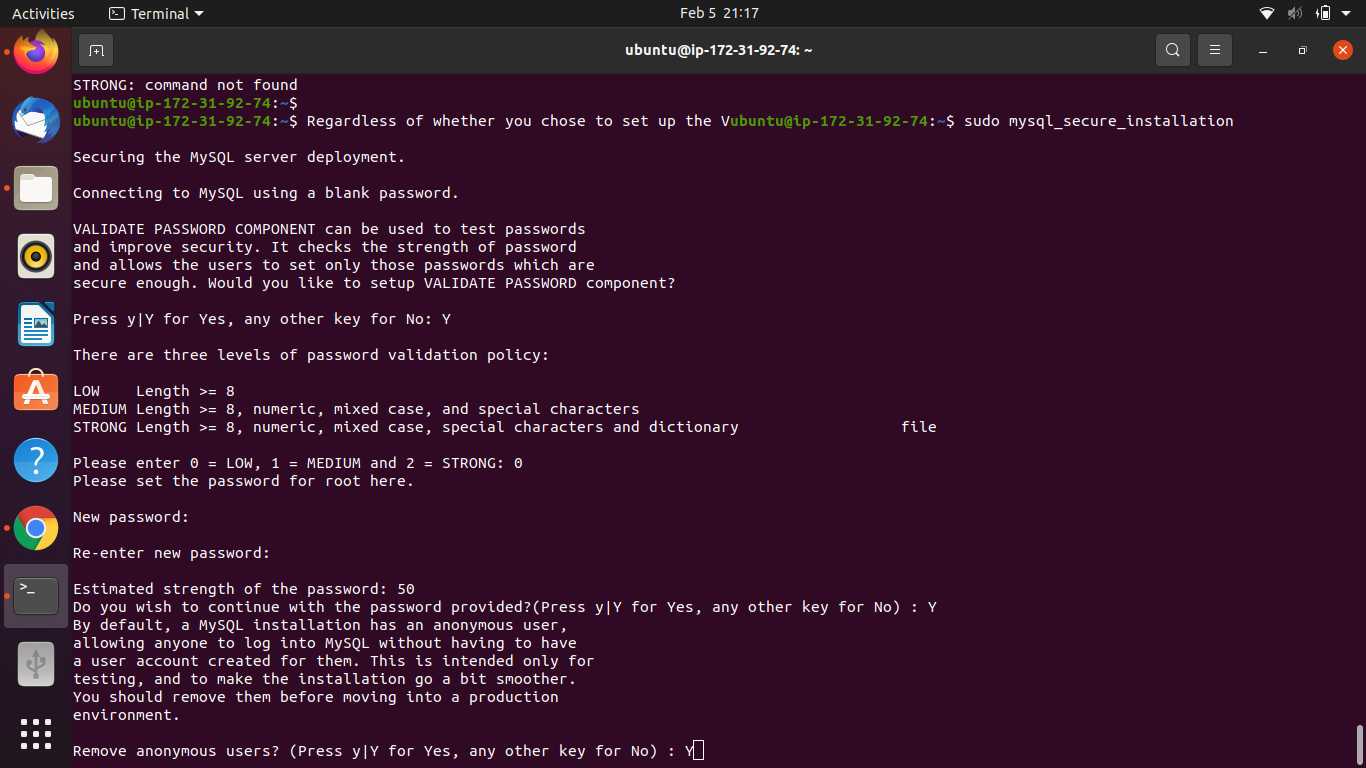 Activities
Terminal
Feb 5 21:17
ubuntu@ip-172-31-92-74: ~
STRONG: command not found
ubuntu@ip-172-31-92-74:~$
ubuntu@ip-172-31-92-74:~$ Regardless of whether you chose to set up the Vubuntu@ip-172-31-92-74:~$ sudo mysql_secure_installation
Securing the MySQL server deployment.
Connecting to MySQL using a blank password.
VALIDATE PASSWORD COMPONENT can be used to test passwords
and improve security. It checks the strength of password
and allows the users to set only those passwords which are
secure enough. Would you like to setup VALIDATE PASSWORD component?
Press y|Y for Yes, any other key for No: Y
There are three levels of password validation policy:
LOW    Length >= 8
MEDIUM Length >= 8, numeric, mixed case, and special characters
STRONG Length >= 8, numeric, mixed case, special characters and dictionary                  file
Please enter 0 = LOW, 1 = MEDIUM and 2 = STRONG: 0
Please set the password for root here.
New password:
Re-enter new password:
Estimated strength of the password: 50
Do you wish to continue with the password provided?(Press y|Y for Yes, any other key for No) : Y
By default, a MySQL installation has an anonymous user,
allowing anyone to log into MySQL without having to have
a user account created for them. This is intended only for
testing, and to make the installation go a bit smoother.
You should remove them before moving into a production
environment.
Remove anonymous users? (Press y|Y for Yes, any other key for No) : Y